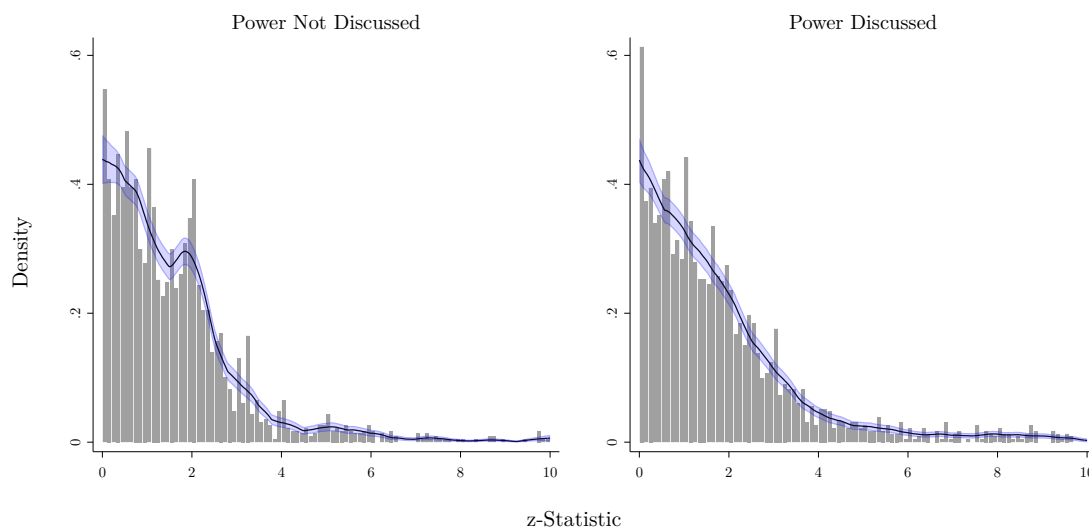 Power Not Discussed
Power Discussed
Density
.6
.4
.2
0
0 2 4 6 8 10
.6
.4
.2
0
0 2 4 6 8 10
z-Statistic